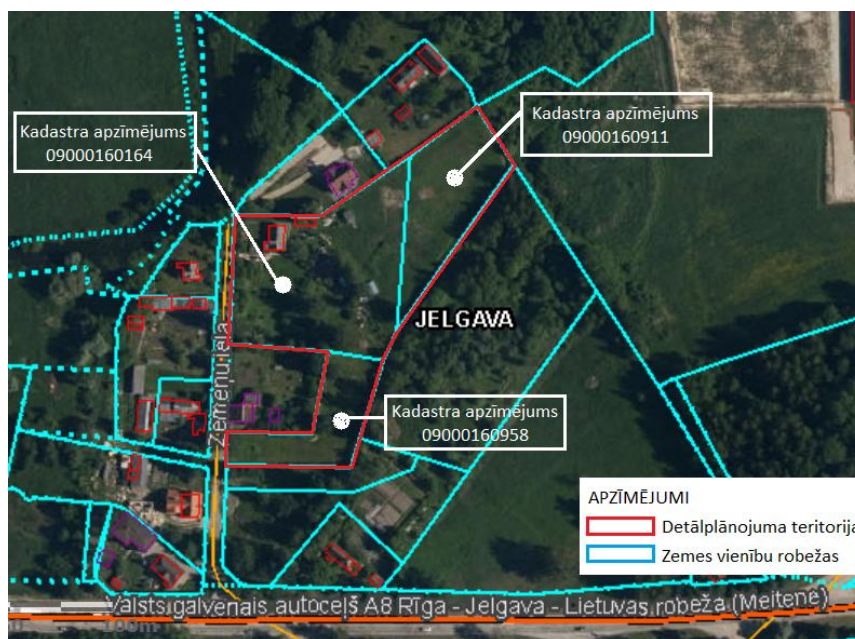 Kadastra apzīmējums
09000160164
Kadastra apzīmējums
09000160911
JELGAVA
Zemeņu iela
Kadastra apzīmējums
09000160958
APZĪMĒJUMI
Detālplānojuma teritorija
Zemes vienību robežas
Valsts galvenais autoceļš A8 Rīga - Jelgava - Lietuvas robeža (Meitene)
100m